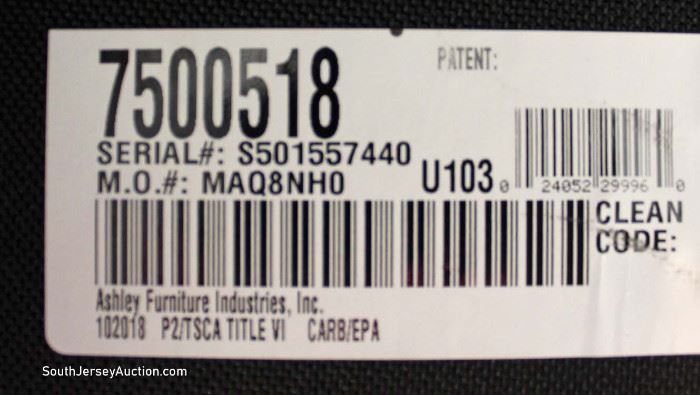 7500518
PATENT:
SERIAL#: S501557440
M.O.#: MAQ8NH0
U103
0 24052 29996 0
CLEAN
CODE:
Ashley Furniture Industries, Inc.
102018 P2/TSCA TITLE VI CARB/EPA
SouthJerseyAuction.com